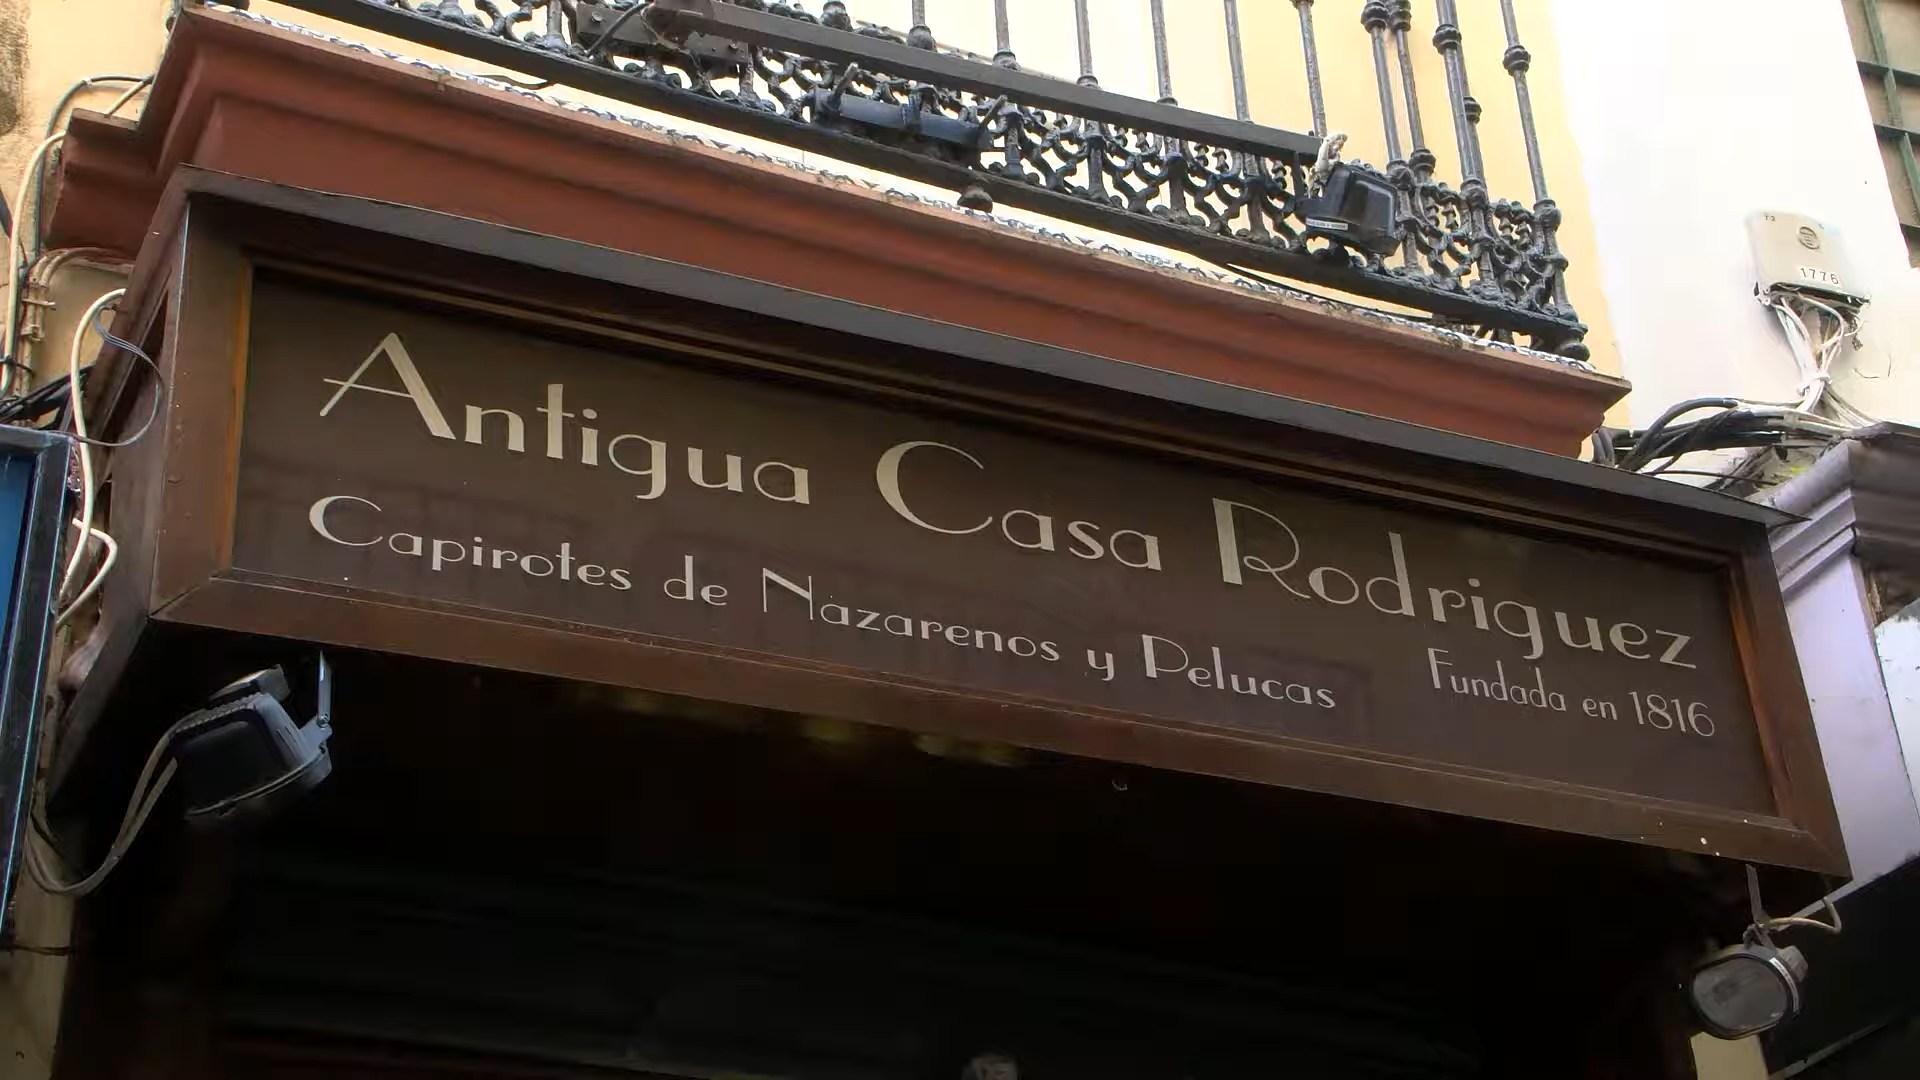 Antigua Casa Rodriguez
Capirotes de Nazarenos y Pelucas
Fundada en 1816
1776